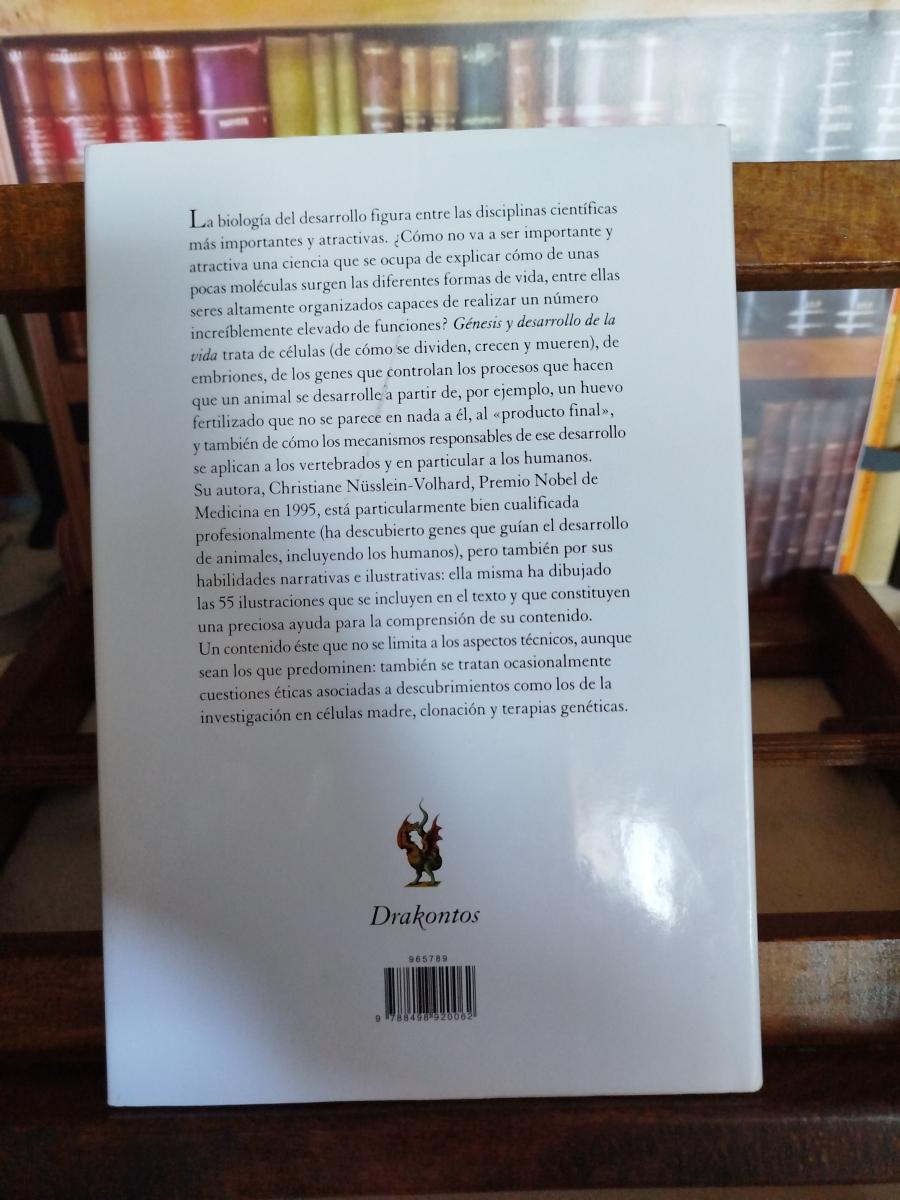 La biología del desarrollo figura entre las disciplinas científicas
más importantes y atractivas. ¿Cómo no va a ser importante y
atractiva una ciencia que se ocupa de explicar cómo de unas
pocas moléculas surgen las diferentes formas de vida, entre ellas
seres altamente organizados capaces de realizar un número
increíblemente elevado de funciones? Génesis y desarrollo de la
vida trata de células (de cómo se dividen, crecen y mueren), de
embriones, de los genes que controlan los procesos que hacen
que un animal se desarrolle a partir de, por ejemplo, un huevo
fertilizado que no se parece en nada a él, al «producto final»,
y también de cómo los mecanismos responsables de ese desarrollo
se aplican a los vertebrados y en particular a los humanos.
Su autora, Christiane Nüsslein-Volhard, Premio Nobel de
Medicina en 1995, está particularmente bien cualificada
profesionalmente (ha descubierto genes que guían el desarrollo
de animales, incluyendo los humanos), pero también por sus
habilidades narrativas e ilustrativas: ella misma ha dibujado
las 55 ilustraciones que se incluyen en el texto y que constituyen
una preciosa ayuda para la comprensión de su contenido.
Un contenido éste que no se limita a los aspectos técnicos, aunque
sean los que predominen: también se tratan ocasionalmente
cuestiones éticas asociadas a descubrimientos como los de la
investigación en células madre, clonación y terapias genéticas.
Drakontos
965789
9 788498 920062